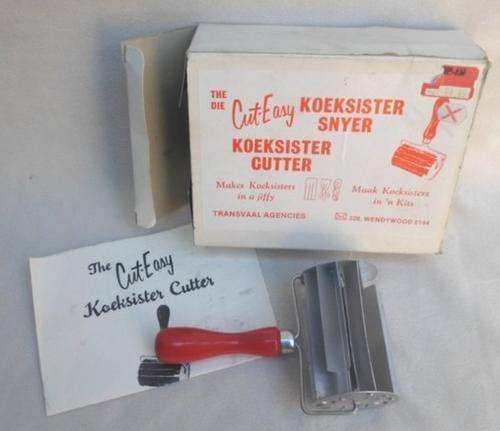 THE
DIE
Cut-Easy KOEKSISTER
SNYER
KOEKSISTER
CUTTER
Makes Koeksisters
in a jiffy
Maak Koeksisters
in 'n Kits
TRANSVAAL AGENCIES
328, WENDYWOOD 2144
The Cut-Easy
Koeksister Cutter